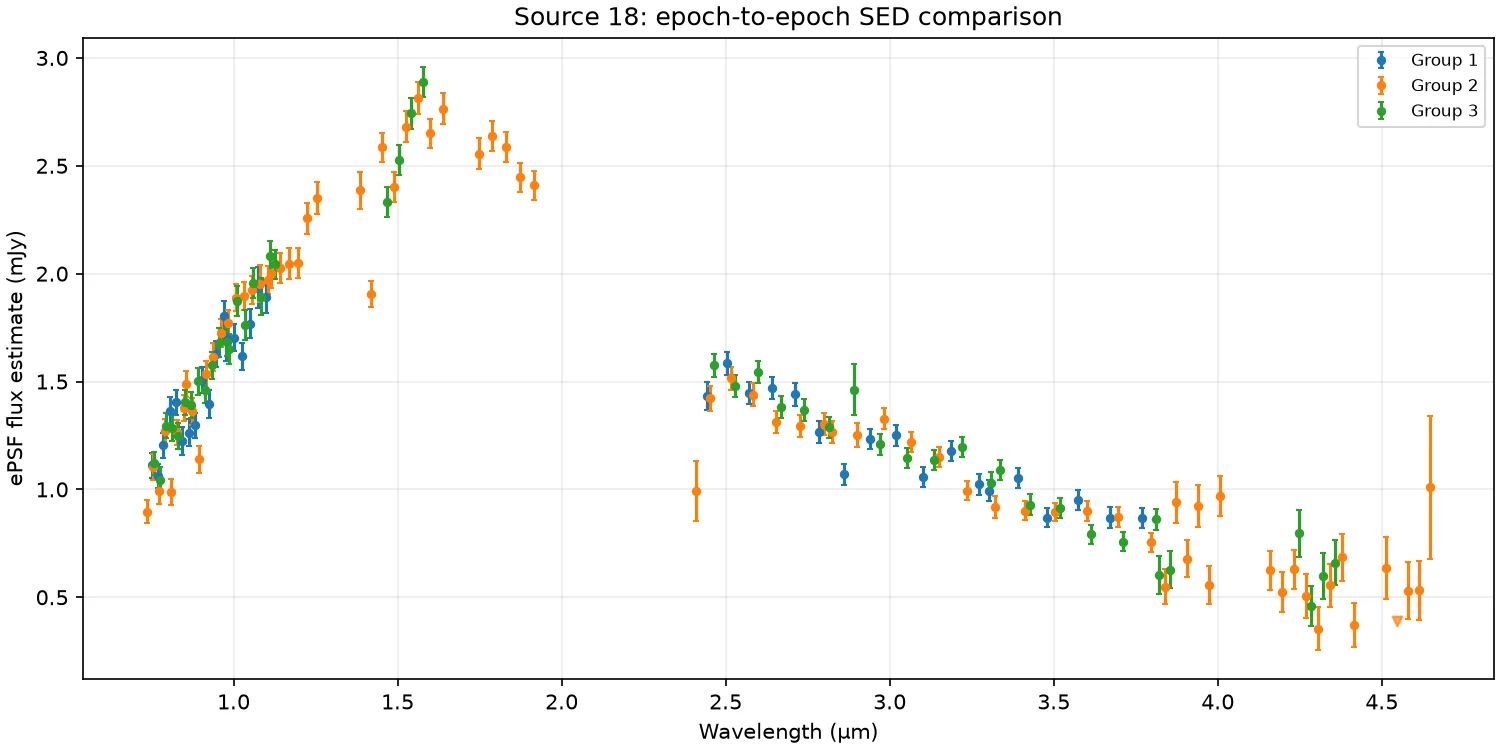 Source 18: epoch-to-epoch SED comparison
ePSF flux estimate (mJy)
3.0
2.5
2.0
1.5
1.0
0.5
Group 1
Group 2
Group 3
1.0 1.5 2.0 2.5 3.0 3.5 4.0 4.5
Wavelength (μm)